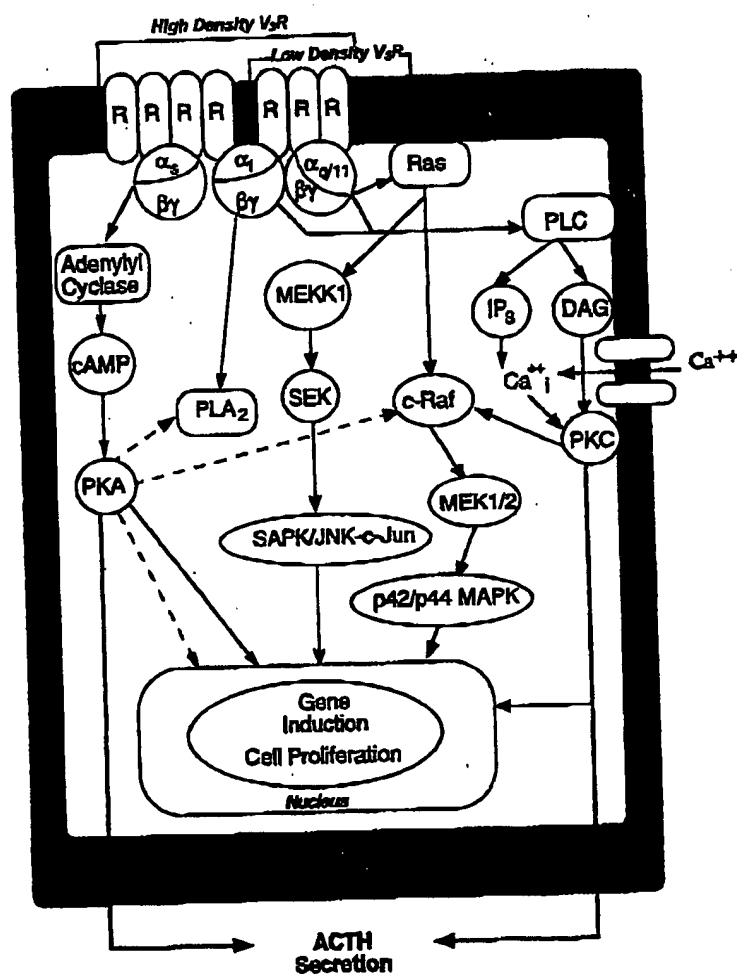 High Density V₃R
Low Density V₃R
R R R R R R R
αs αi αq/11
βγ βγ βγ
Ras
PLC
Adenylyl
Cyclase
MEKK1
IP₃ DAG
cAMP
Ca⁺⁺i
Ca⁺⁺
PLA₂
SEK
c-Raf
PKC
PKA
MEK1/2
SAPK/JNK-c-Jun
p42/p44 MAPK
Gene
Induction
Cell Proliferation
Nucleus
ACTH
Secretion